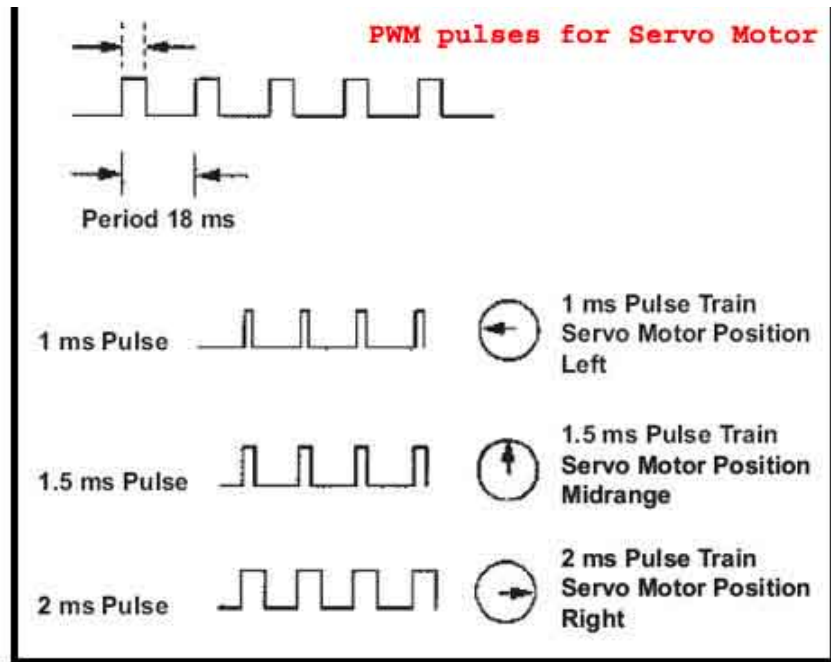 PWM pulses for Servo Motor
Period 18 ms
1 ms Pulse
1 ms Pulse Train
Servo Motor Position
Left
1.5 ms Pulse
1.5 ms Pulse Train
Servo Motor Position
Midrange
2 ms Pulse
2 ms Pulse Train
Servo Motor Position
Right